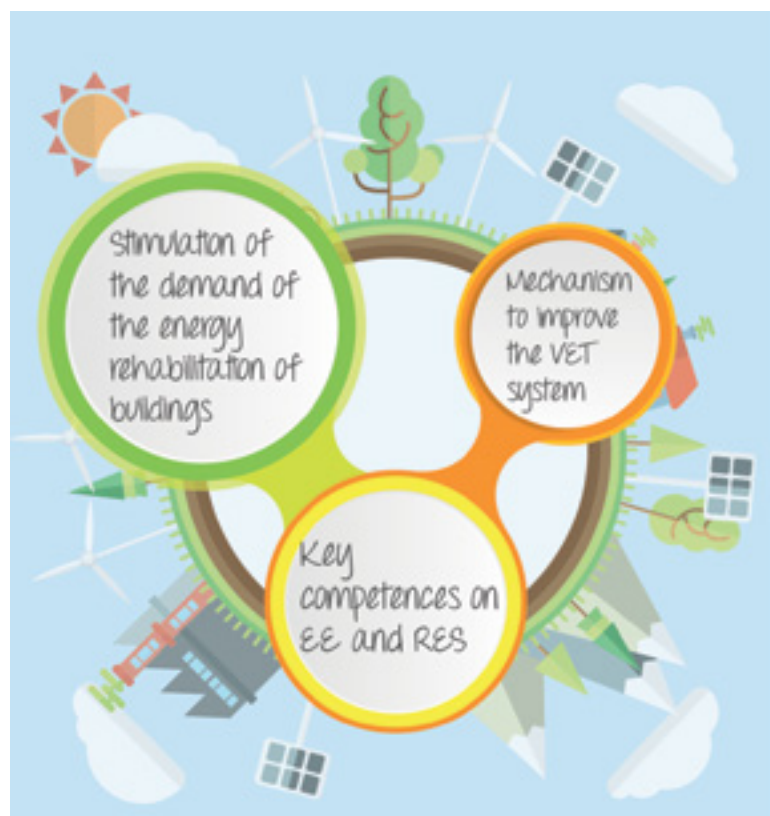 Stimulation of
the demand of
the energy
rehabilitation of
buildings
Mechanism
to improve
the VET
system
Key
competences on
EE and RES